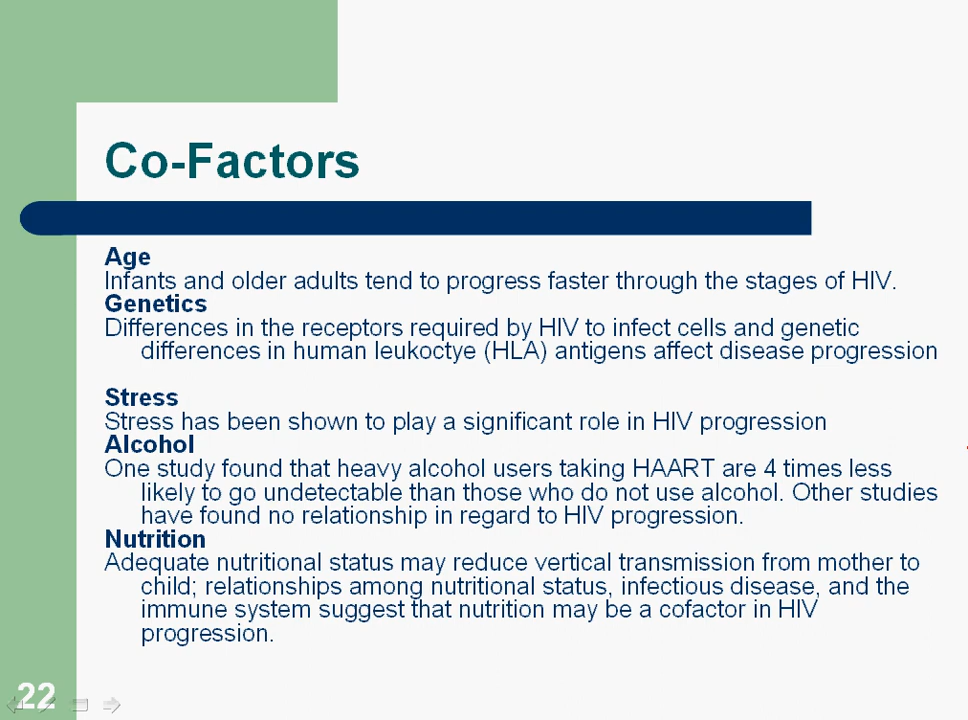 Co-Factors
Age
Infants and older adults tend to progress faster through the stages of HIV.
Genetics
Differences in the receptors required by HIV to infect cells and genetic
differences in human leukoctye (HLA) antigens affect disease progression
Stress
Stress has been shown to play a significant role in HIV progression
Alcohol
One study found that heavy alcohol users taking HAART are 4 times less
likely to go undetectable than those who do not use alcohol. Other studies
have found no relationship in regard to HIV progression.
Nutrition
Adequate nutritional status may reduce vertical transmission from mother to
child; relationships among nutritional status, infectious disease, and the
immune system suggest that nutrition may be a cofactor in HIV
progression.
22